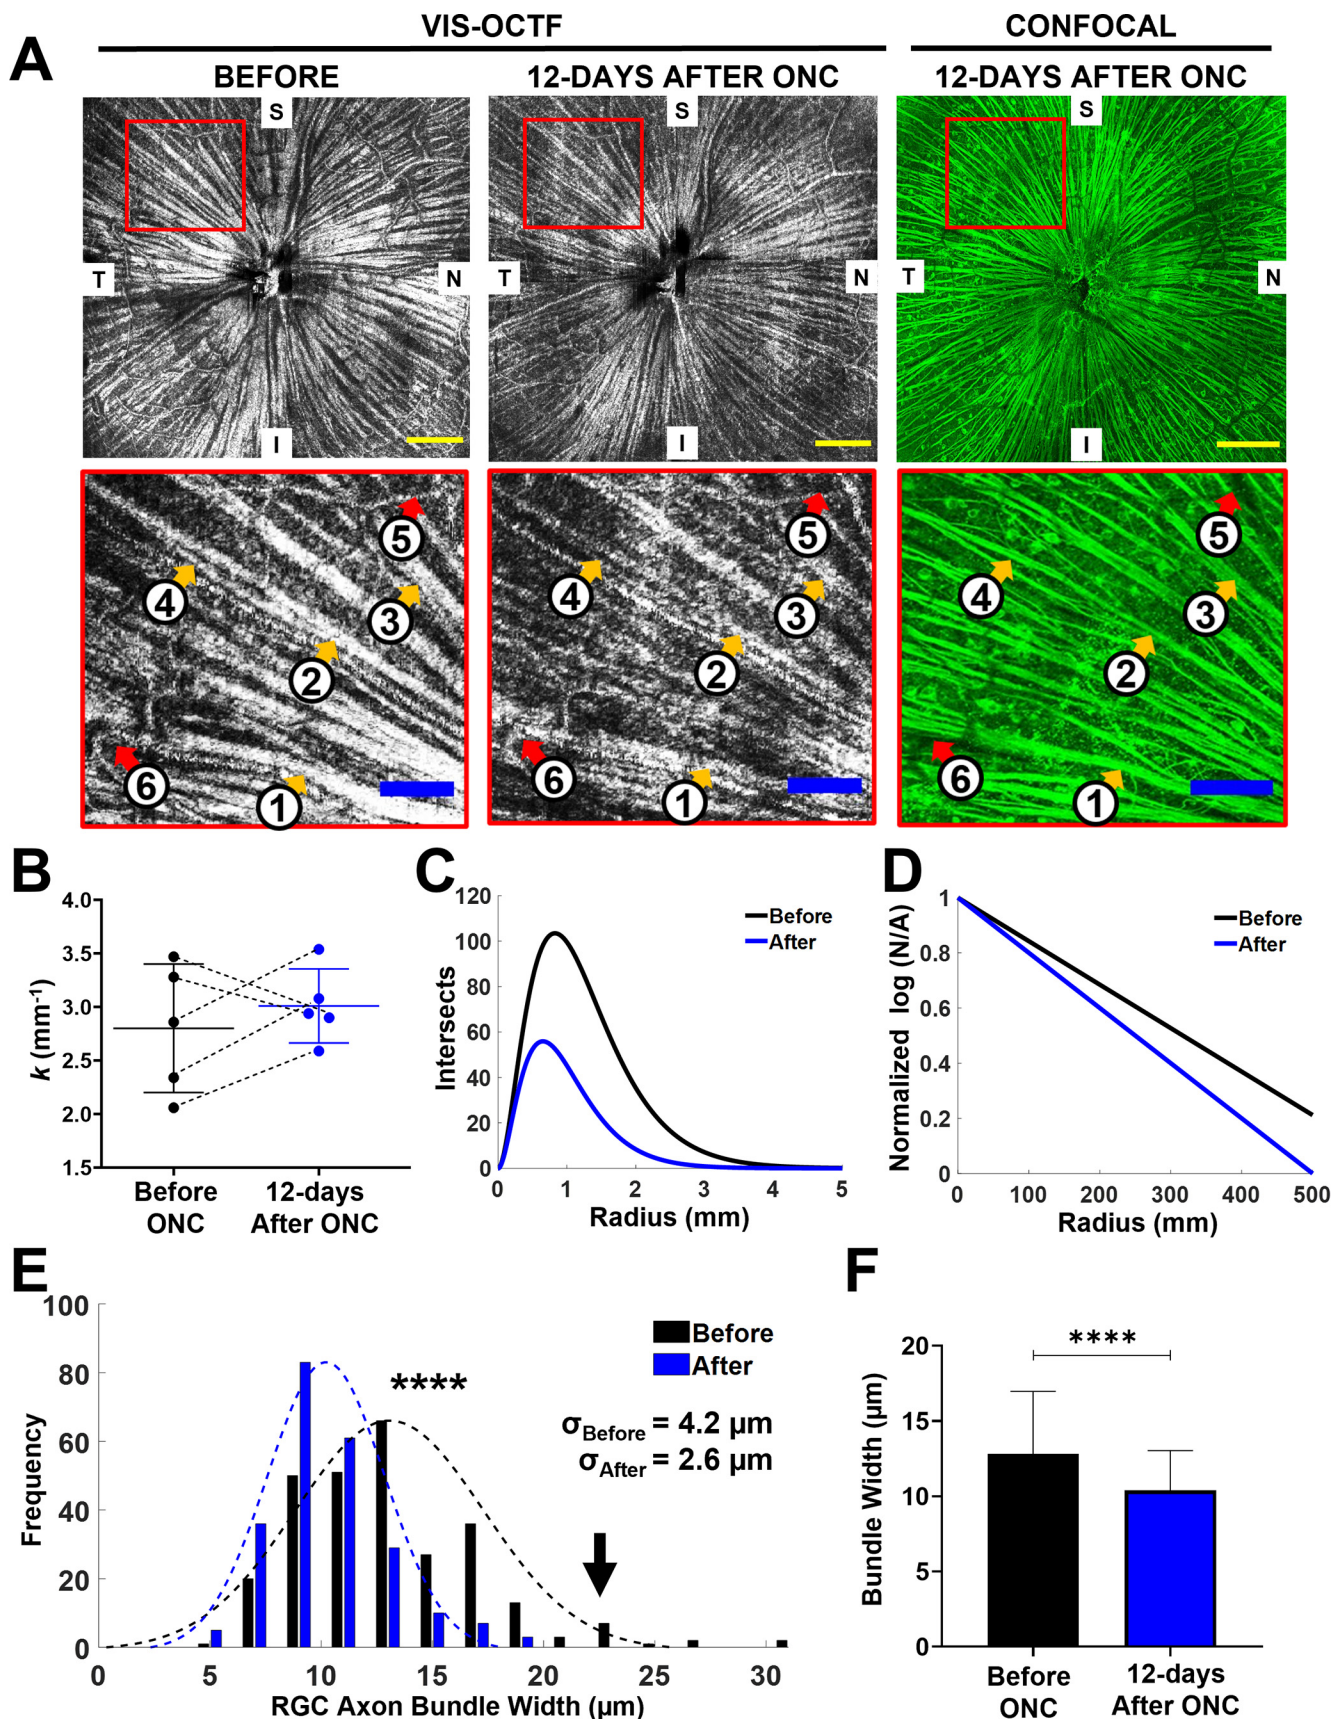 VIS-OCTF
CONFOCAL
A
BEFORE
12-DAYS AFTER ONC
12-DAYS AFTER ONC
S
T
N
I
S
T
N
I
S
T
N
I
5
4
3
2
6
1
5
4
3
2
6
1
5
4
3
2
6
1
B
4.0
3.5
3.0
2.5
2.0
1.5
k (mm⁻¹)
Before
ONC
12-days
After ONC
C
120
100
80
60
40
20
0
Intersects
Before
After
0 1 2 3 4 5
Radius (mm)
D
1
0.8
0.6
0.4
0.2
0
Normalized log (N/A)
Before
After
0 100 200 300 400 500
Radius (mm)
E
100
80
60
40
20
0
Frequency
Before
After
****
σBefore = 4.2 µm
σAfter = 2.6 µm
0 5 10 15 20 25 30
RGC Axon Bundle Width (µm)
F
20
15
10
5
0
Bundle Width (µm)
****
Before
ONC
12-days
After ONC